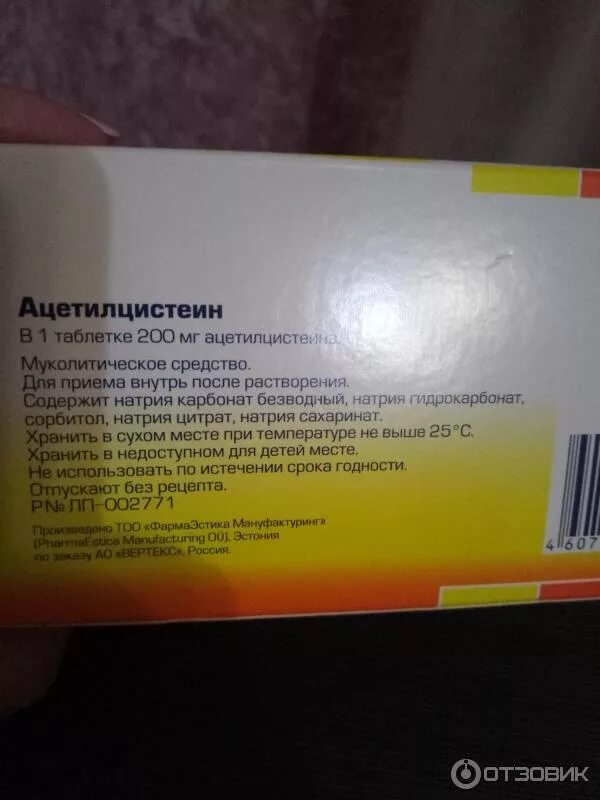 Ацетилцистеин
В 1 таблетке 200 мг ацетилцистеина.
Муколитическое средство.
Для приема внутрь после растворения.
Содержит натрия карбонат безводный, натрия гидрокарбонат,
сорбитол, натрия цитрат, натрия сахаринат.
Хранить в сухом месте при температуре не выше 25°С.
Хранить в недоступном для детей месте.
Не использовать по истечении срока годности.
Отпускают без рецепта.
Р№ ЛП-002771
Произведено ТОО «ФармаЭстика Мануфактуринг»
(PharmaEstica Manufacturing OÜ), Эстония
по заказу АО «ВЕРТЕКС», Россия.
4 607
ОТЗОВИК